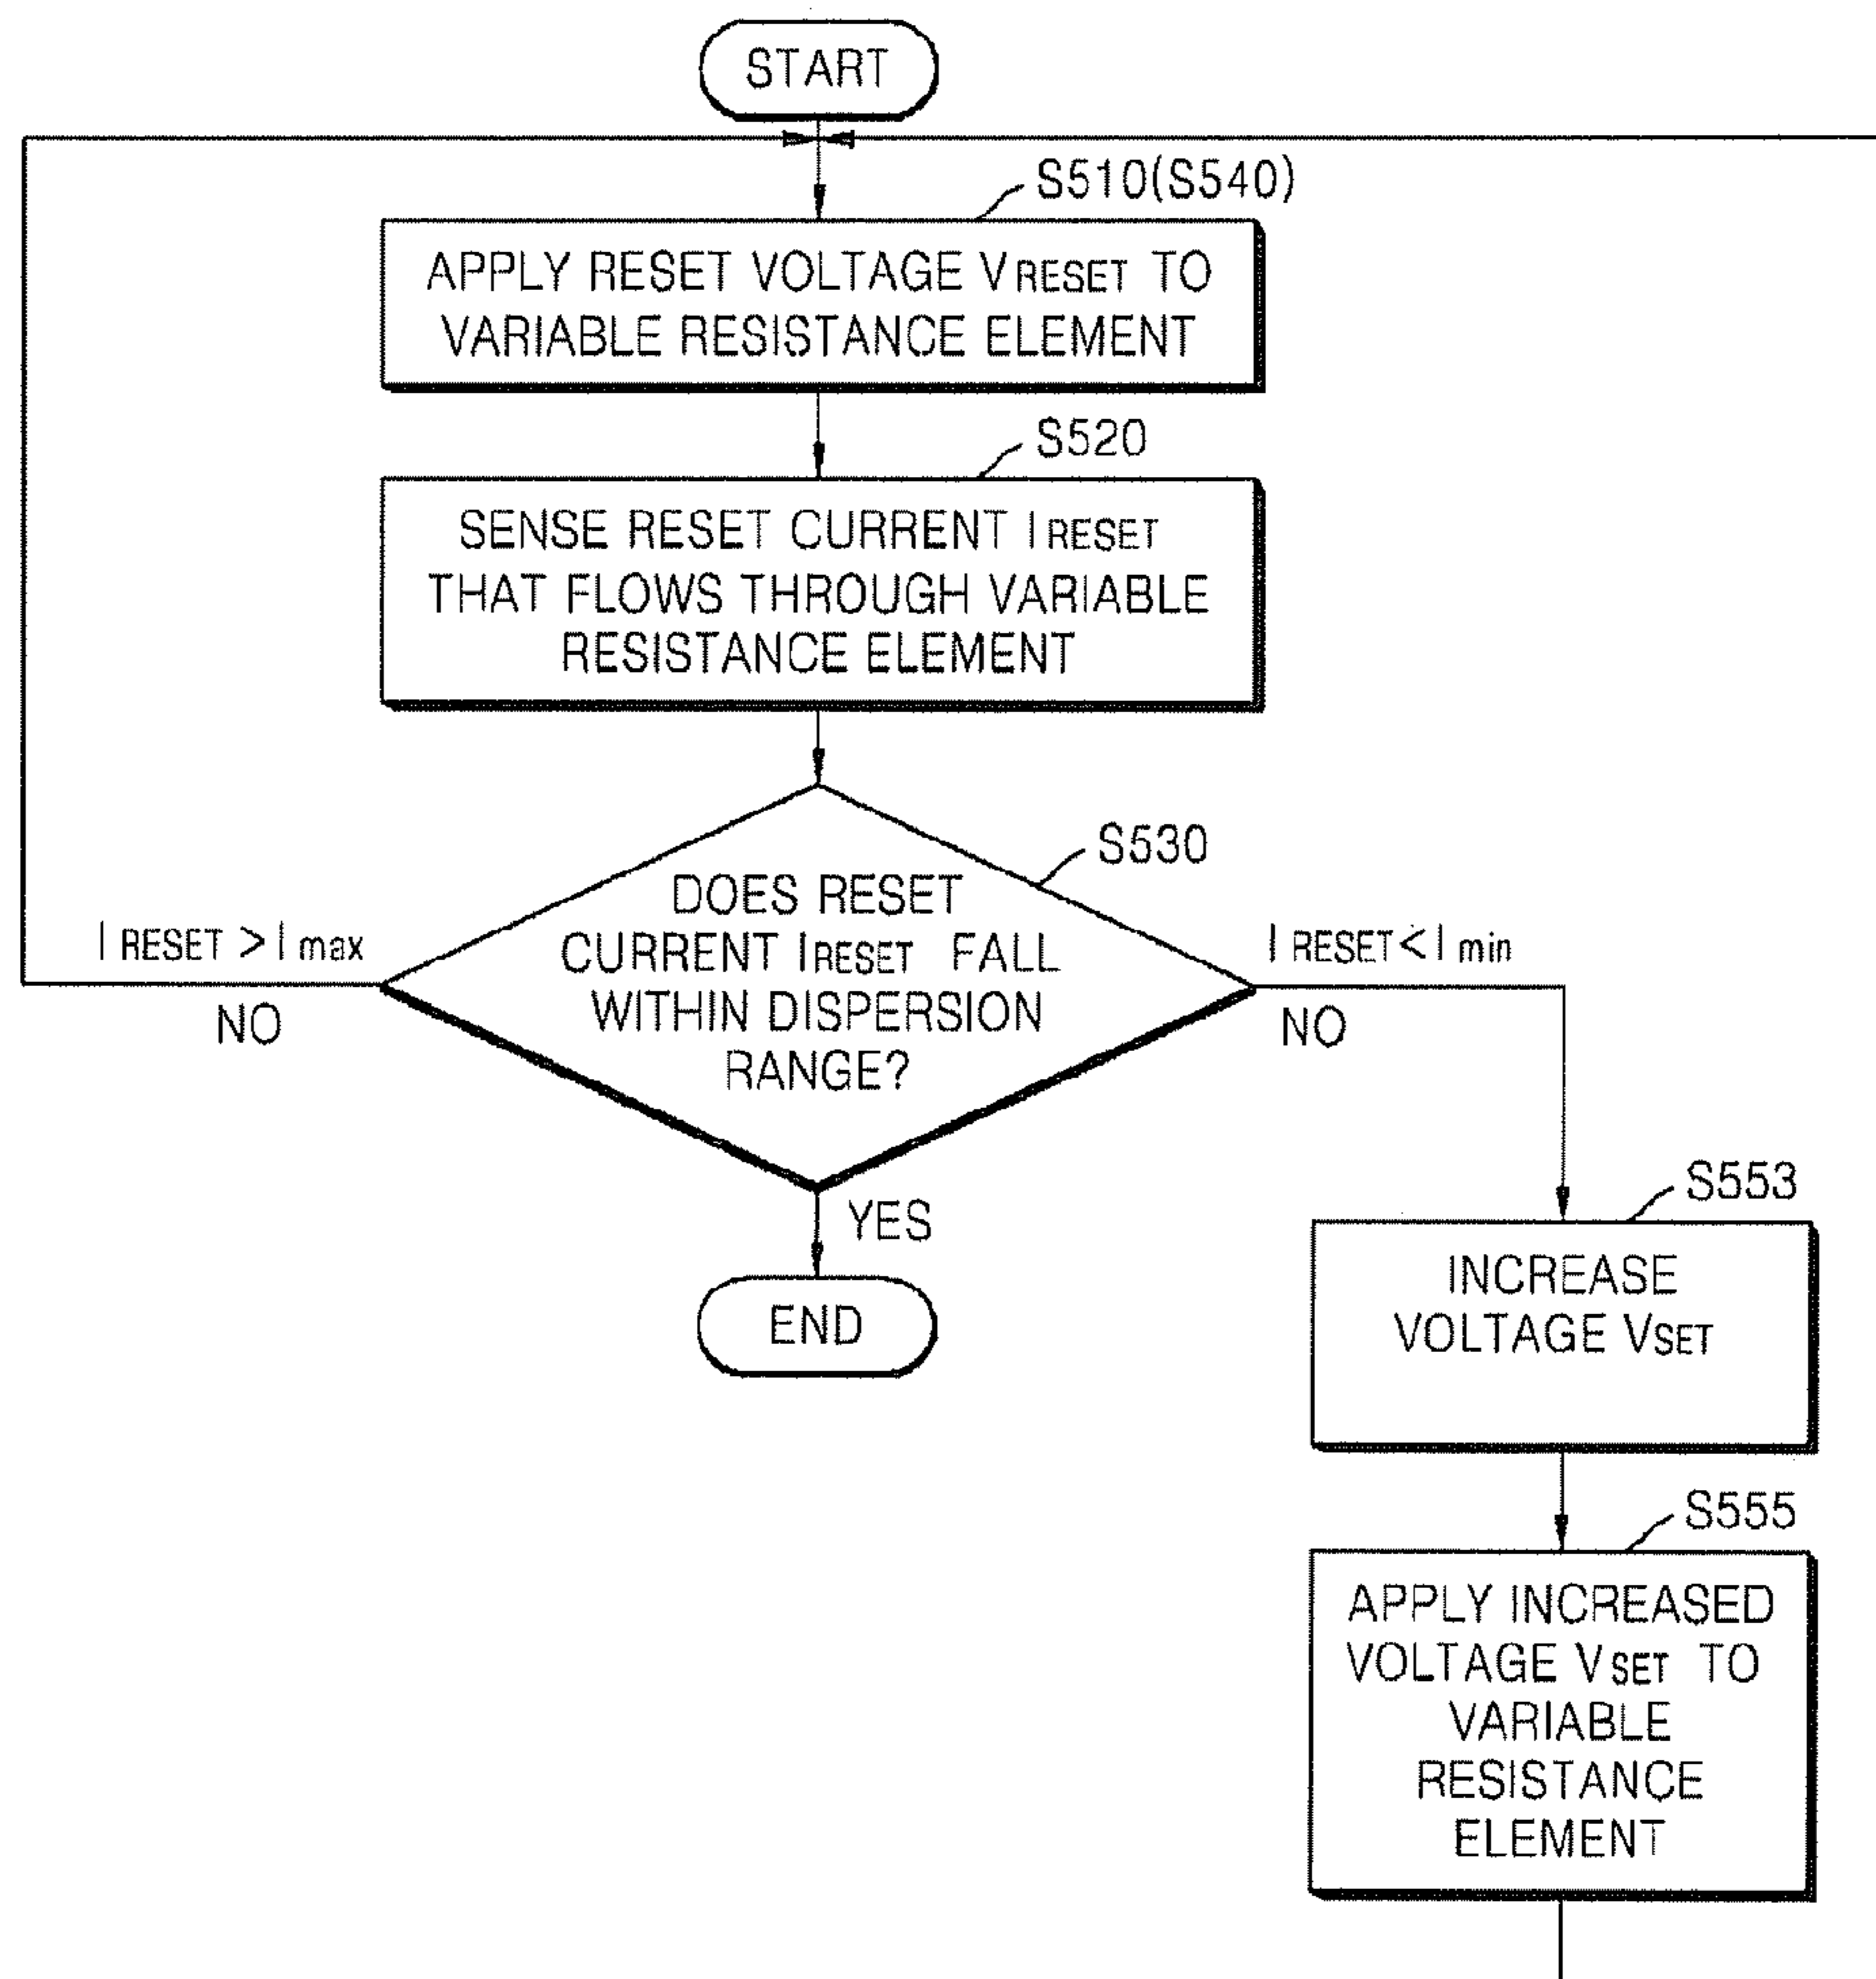 START
S510(S540)
APPLY RESET VOLTAGE VRESET TO
VARIABLE RESISTANCE ELEMENT
S520
SENSE RESET CURRENT IRESET
THAT FLOWS THROUGH VARIABLE
RESISTANCE ELEMENT
S530
DOES RESET
CURRENT IRESET FALL
WITHIN DISPERSION
RANGE?
IRESET > Imax
NO
IRESET < Imin
NO
YES
END
S553
INCREASE
VOLTAGE VSET
S555
APPLY INCREASED
VOLTAGE VSET TO
VARIABLE
RESISTANCE
ELEMENT